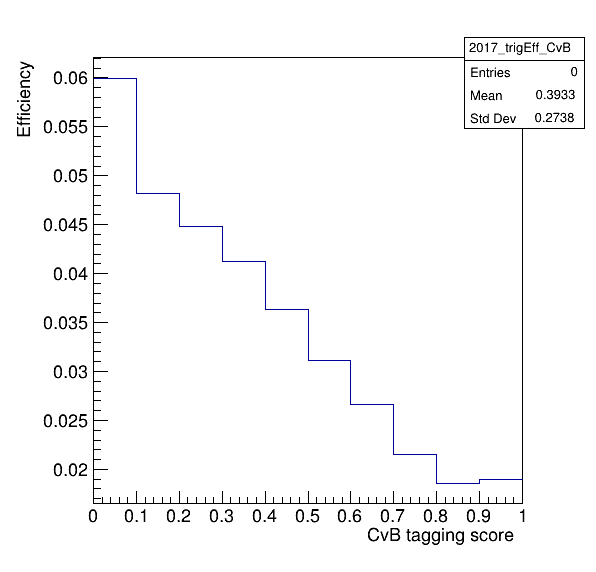 2017_trigEff_CvB
Entries 0
Mean 0.3933
Std Dev 0.2738
Efficiency
0.06
0.055
0.05
0.045
0.04
0.035
0.03
0.025
0.02
0 0.1 0.2 0.3 0.4 0.5 0.6 0.7 0.8 0.9 1
CvB tagging score